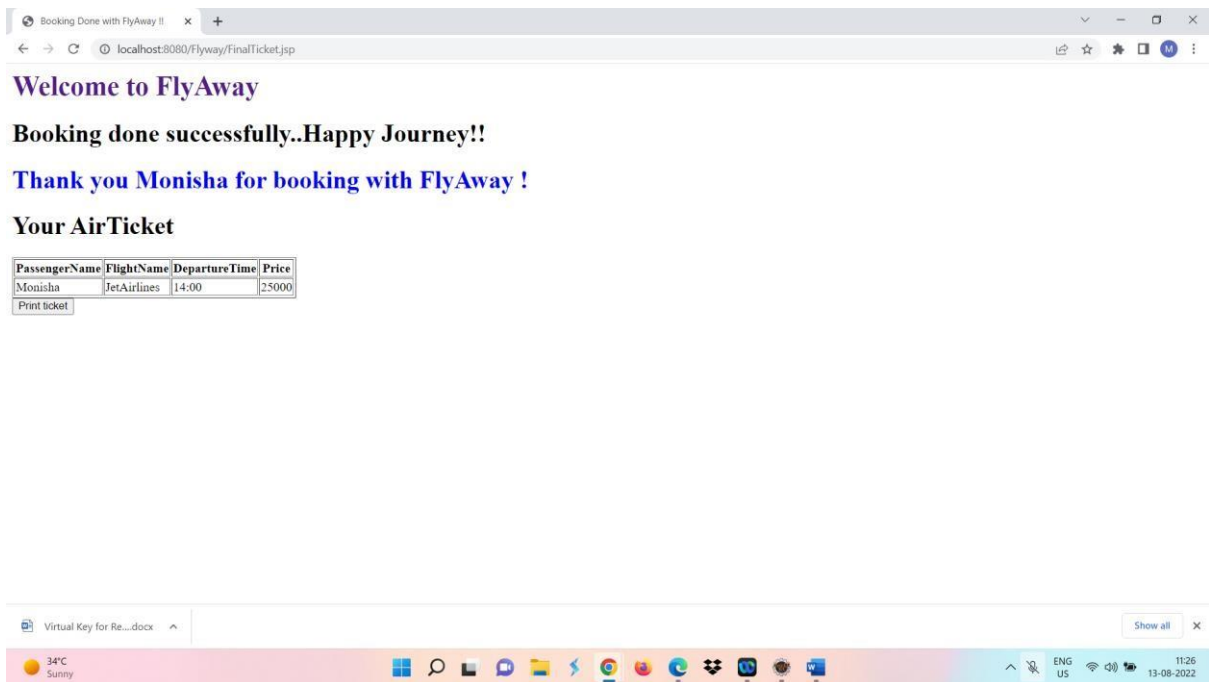 Booking Done with FlyAway !!
localhost:8080/Flyway/FinalTicket.jsp
M
Welcome to FlyAway
Booking done successfully..Happy Journey!!
Thank you Monisha for booking with FlyAway !
Your AirTicket
PassengerName FlightName DepartureTime Price
Monisha JetAirlines 14:00 25000
Print ticket
Virtual Key for Re....docx
Show all
34°C
Sunny
ENG
US
11:26
13-08-2022